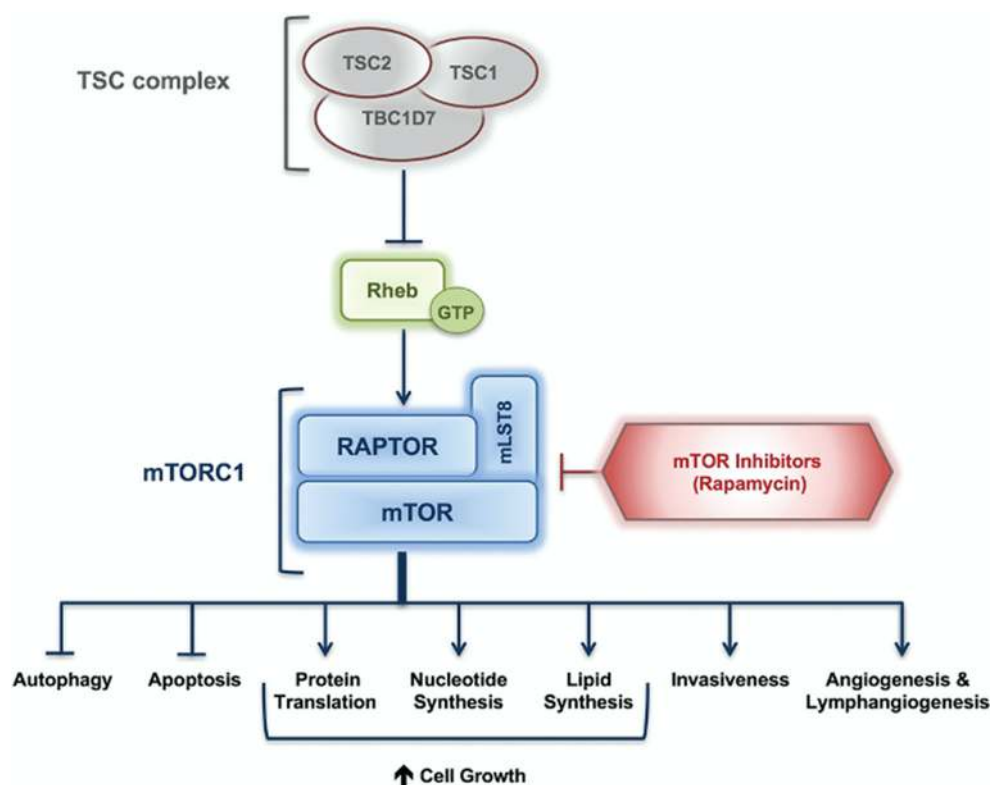 TSC complex
TSC2
TSC1
TBC1D7
Rheb
GTP
mTORC1
RAPTOR
mLST8
mTOR
mTOR Inhibitors
(Rapamycin)
Autophagy
Apoptosis
Protein
Translation
Nucleotide
Synthesis
Lipid
Synthesis
Invasiveness
Angiogenesis &
Lymphangiogenesis
Cell Growth